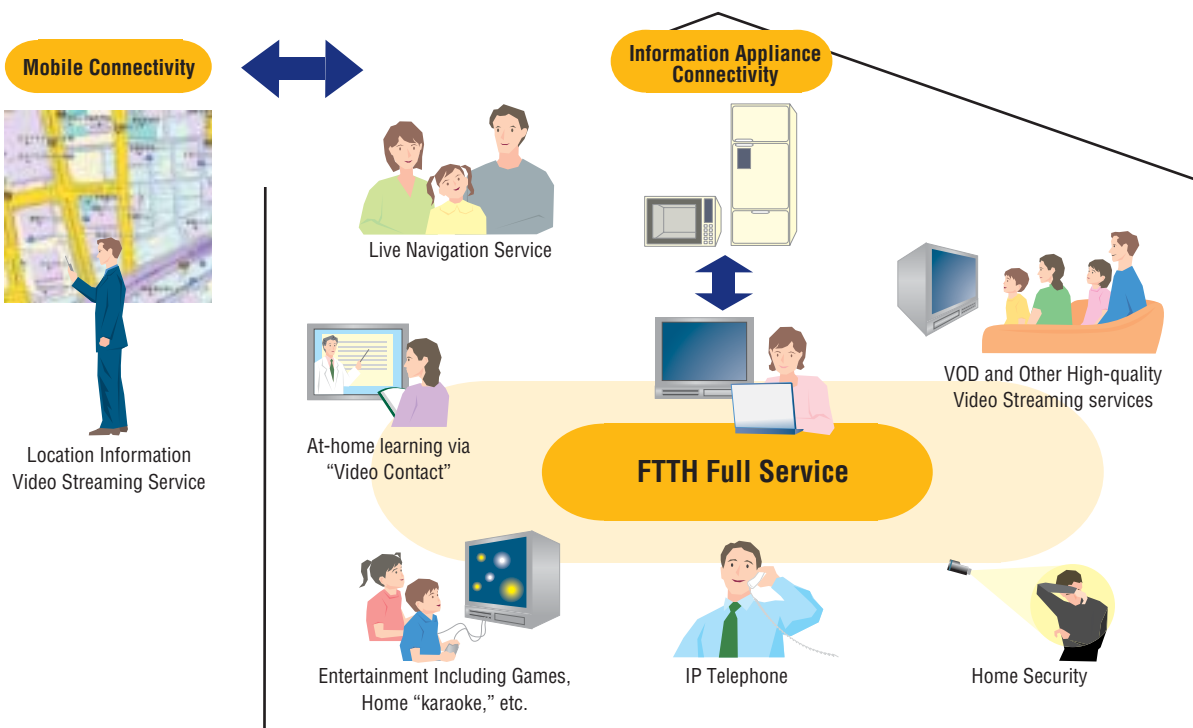 Mobile Connectivity
Information Appliance
Connectivity
Live Navigation Service
VOD and Other High-quality
Video Streaming services
At-home learning via
“Video Contact”
Location Information
Video Streaming Service
FTTH Full Service
Entertainment Including Games,
Home “karaoke,” etc.
IP Telephone
Home Security